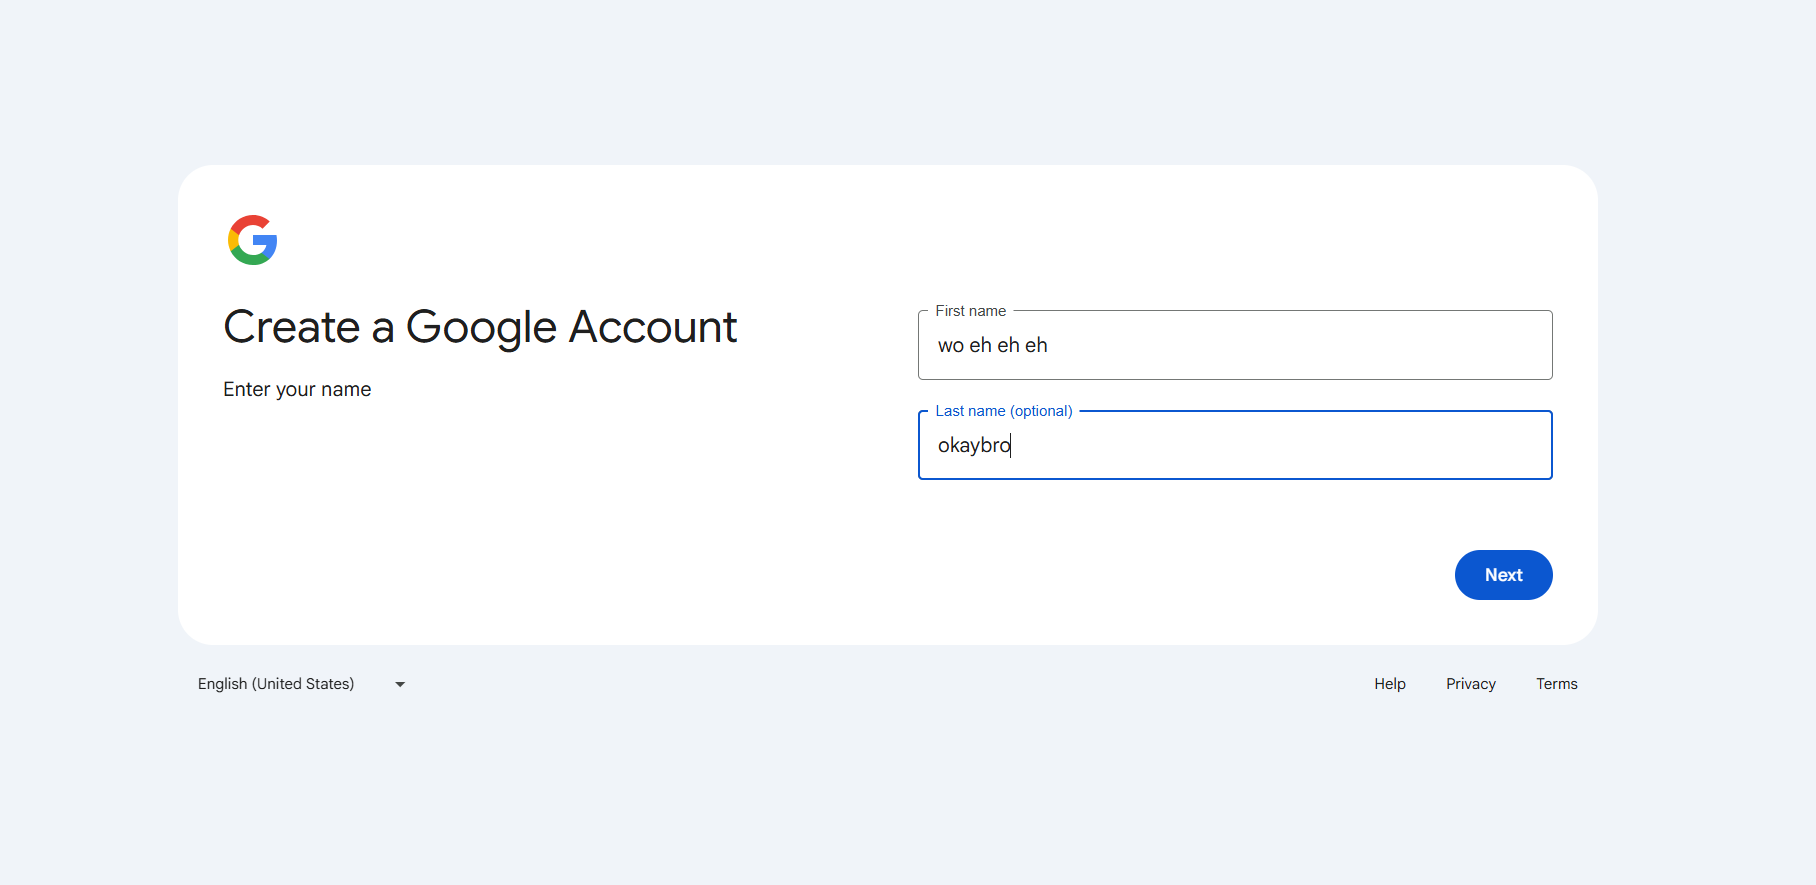 Create a Google Account
Enter your name
First name
wo eh eh eh
Last name (optional)
okaybro
Next
English (United States)
Help
Privacy
Terms